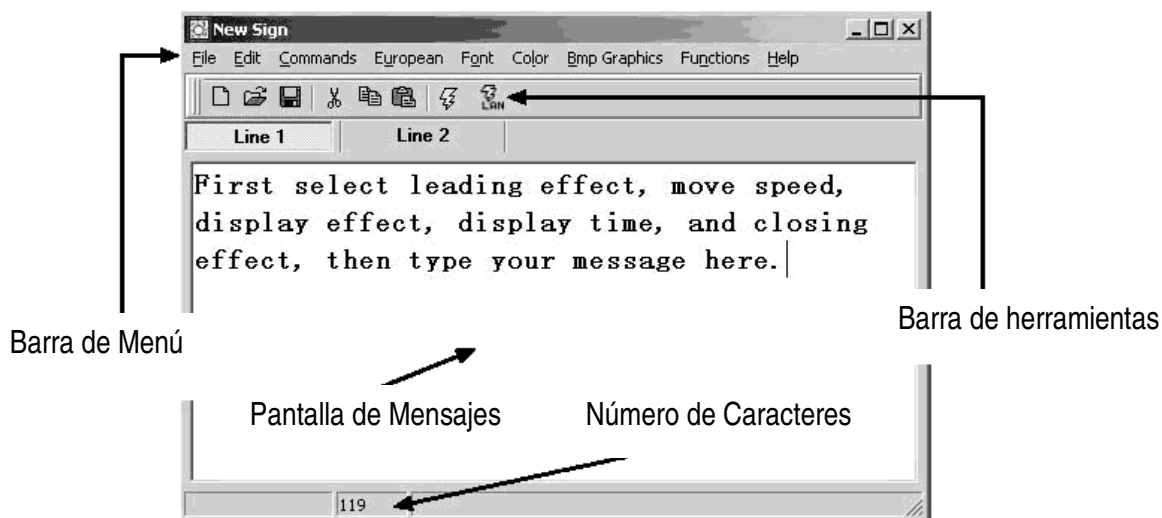 New Sign
File Edit Commands European Font Color Bmp Graphics Functions Help
LAN
Line 1 Line 2
First select leading effect, move speed,
display effect, display time, and closing
effect, then type your message here.
Barra de herramientas
Barra de Menú
Pantalla de Mensajes Número de Caracteres
119